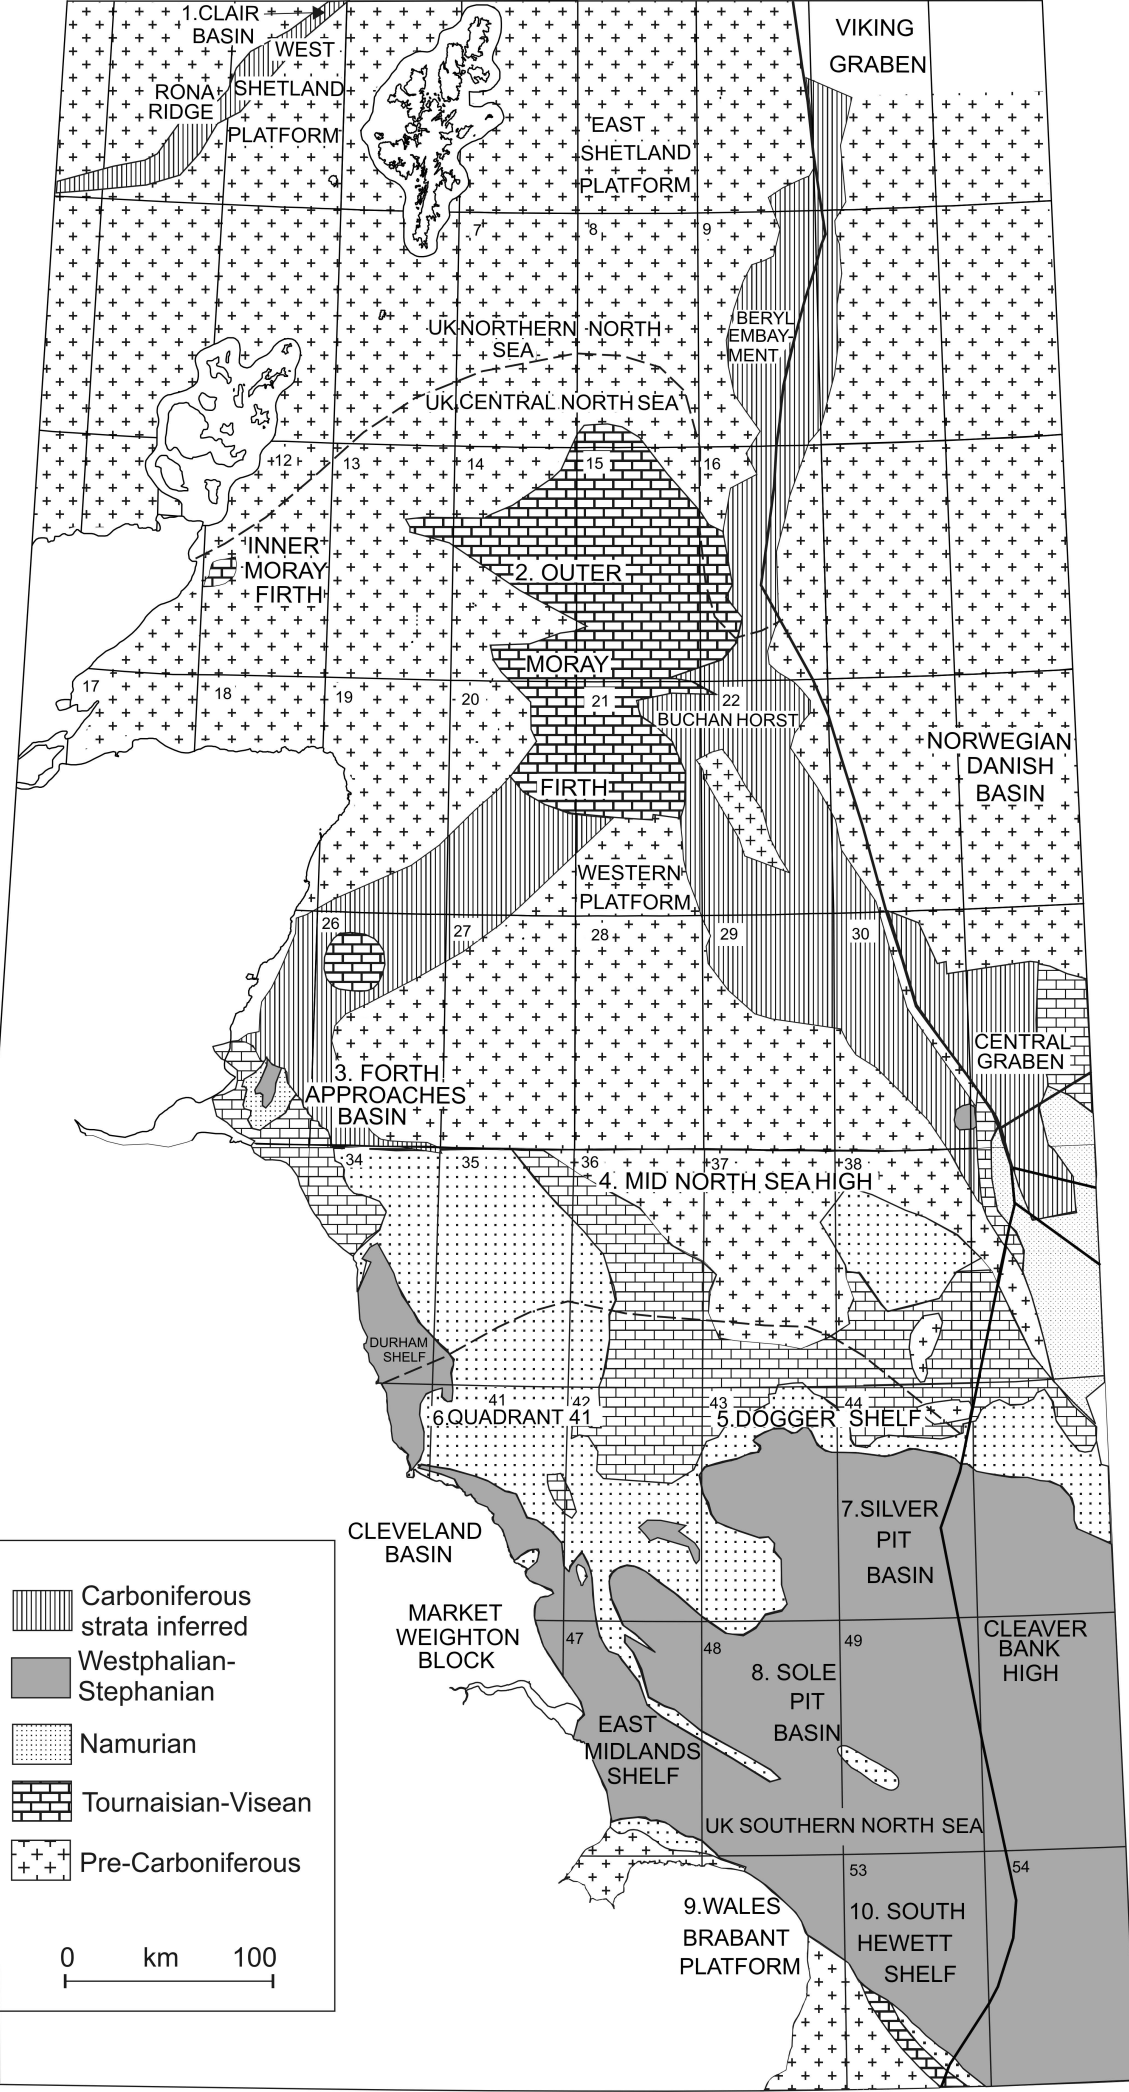 1.CLAIR
BASIN
WEST
SHETLAND
PLATFORM
RONA
RIDGE
VIKING
GRABEN
EAST
SHETLAND
PLATFORM
7
8
9
BERYL
EMBAY-
MENT
UK NORTHERN NORTH
SEA
UK CENTRAL NORTH SEA
12
13
14
15
16
INNER
MORAY
FIRTH
2. OUTER
MORAY
FIRTH
17
18
19
20
21
22
BUCHAN HORST
NORWEGIAN
DANISH
BASIN
WESTERN
PLATFORM
26
27
28
29
30
CENTRAL
GRABEN
3. FORTH
APPROACHES
BASIN
34
35
36
37
38
4. MID NORTH SEA HIGH
DURHAM
SHELF
41
42
43
44
6.QUADRANT 41
5.DOGGER SHELF
7.SILVER
PIT
BASIN
CLEVELAND
BASIN
MARKET
WEIGHTON
BLOCK
47
48
49
CLEAVER
BANK
HIGH
8. SOLE
PIT
BASIN
EAST
MIDLANDS
SHELF
UK SOUTHERN NORTH SEA
53
54
9.WALES
BRABANT
PLATFORM
10. SOUTH
HEWETT
SHELF
Carboniferous
strata inferred
Westphalian-
Stephanian
Namurian
Tournaisian-Visean
Pre-Carboniferous
0 km 100